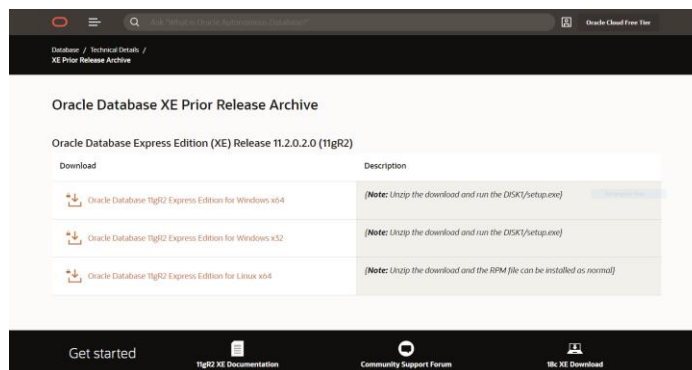 Ask "What is Oracle Autonomous Database?"
Oracle Cloud Free Tier
Database / Technical Details /
XE Prior Release Archive
Oracle Database XE Prior Release Archive
Oracle Database Express Edition (XE) Release 11.2.0.2.0 (11gR2)
Download Description
Oracle Database 11gR2 Express Edition for Windows x64 {Note: Unzip the download and run the DISK1/setup.exe}
Oracle Database 11gR2 Express Edition for Windows x32 {Note: Unzip the download and run the DISK1/setup.exe}
Oracle Database 11gR2 Express Edition for Linux x64 {Note: Unzip the download and the RPM file can be installed as normal}
Get started
11gR2 XE Documentation Community Support Forum 18c XE Download